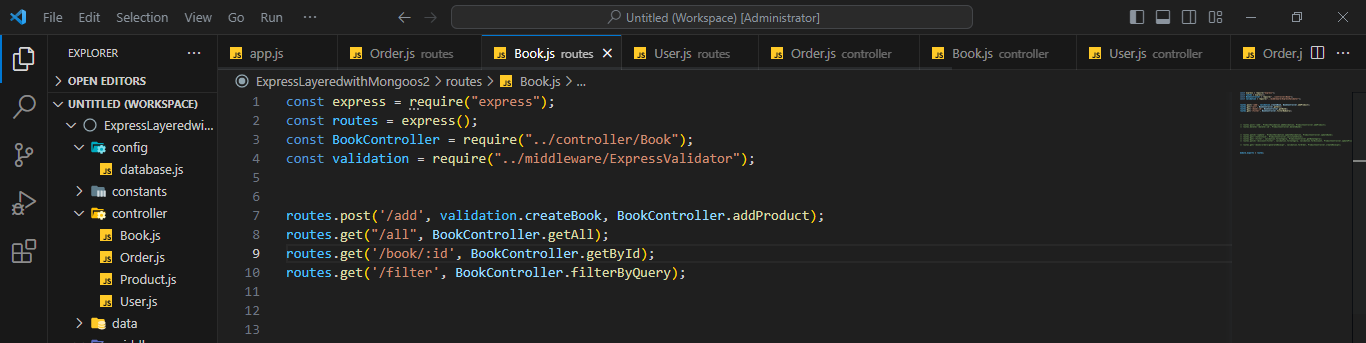 File Edit Selection View Go Run ··· Untitled (Workspace) [Administrator]
EXPLORER ···
JS app.js JS Order.js routes JS Book.js routes JS User.js routes JS Order.js controller JS Book.js controller JS User.js controller JS Order.j ···
ExpressLayeredwithMongoos2 > routes > JS Book.js > ...
OPEN EDITORS
UNTITLED (WORKSPACE)
ExpressLayeredwi...
config
database.js
constants
controller
JS Book.js
JS Order.js
JS Product.js
JS User.js
data
1 const express = require("express");
2 const routes = express();
3 const BookController = require("../controller/Book");
4 const validation = require("../middleware/ExpressValidator");
5
6
7 routes.post('/add', validation.createBook, BookController.addProduct);
8 routes.get("/all", BookController.getAll);
9 routes.get('/book/:id', BookController.getById);
10 routes.get('/filter', BookController.filterByQuery);
11
12
13